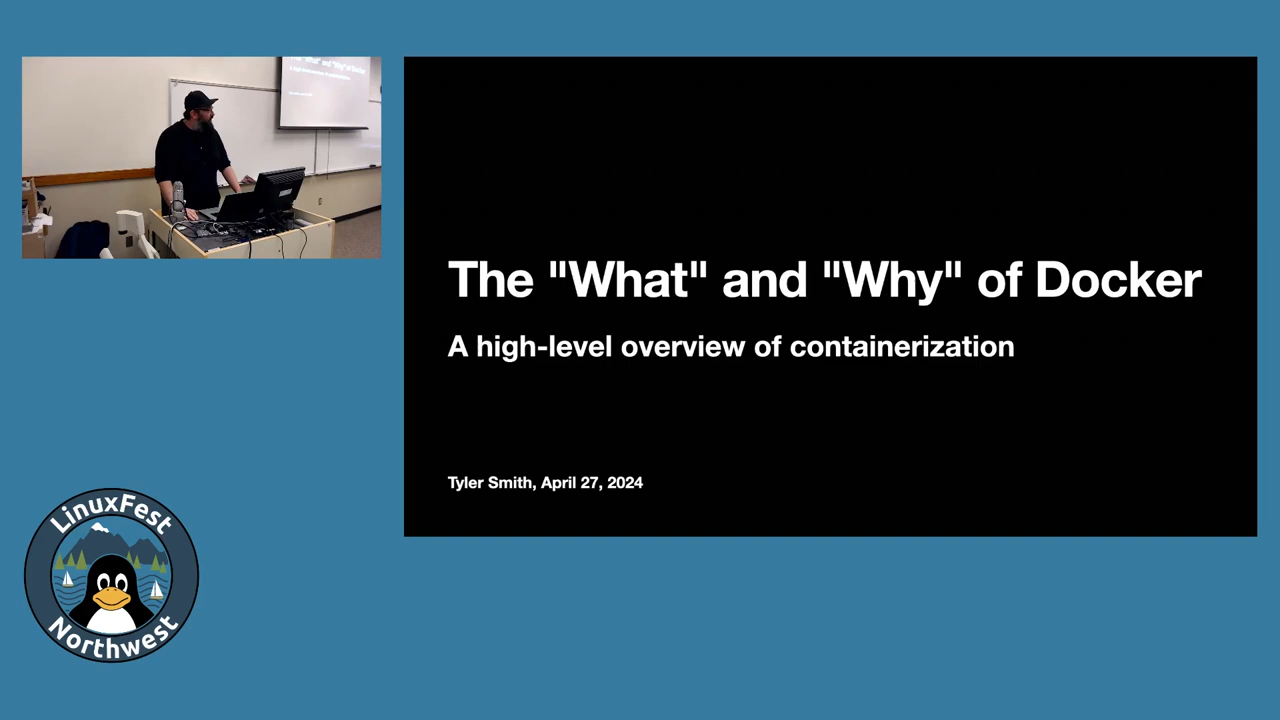 The "What" and "Why" of Docker
A high-level overview of containerization
Tyler Smith, April 27, 2024
LinuxFest
Northwest